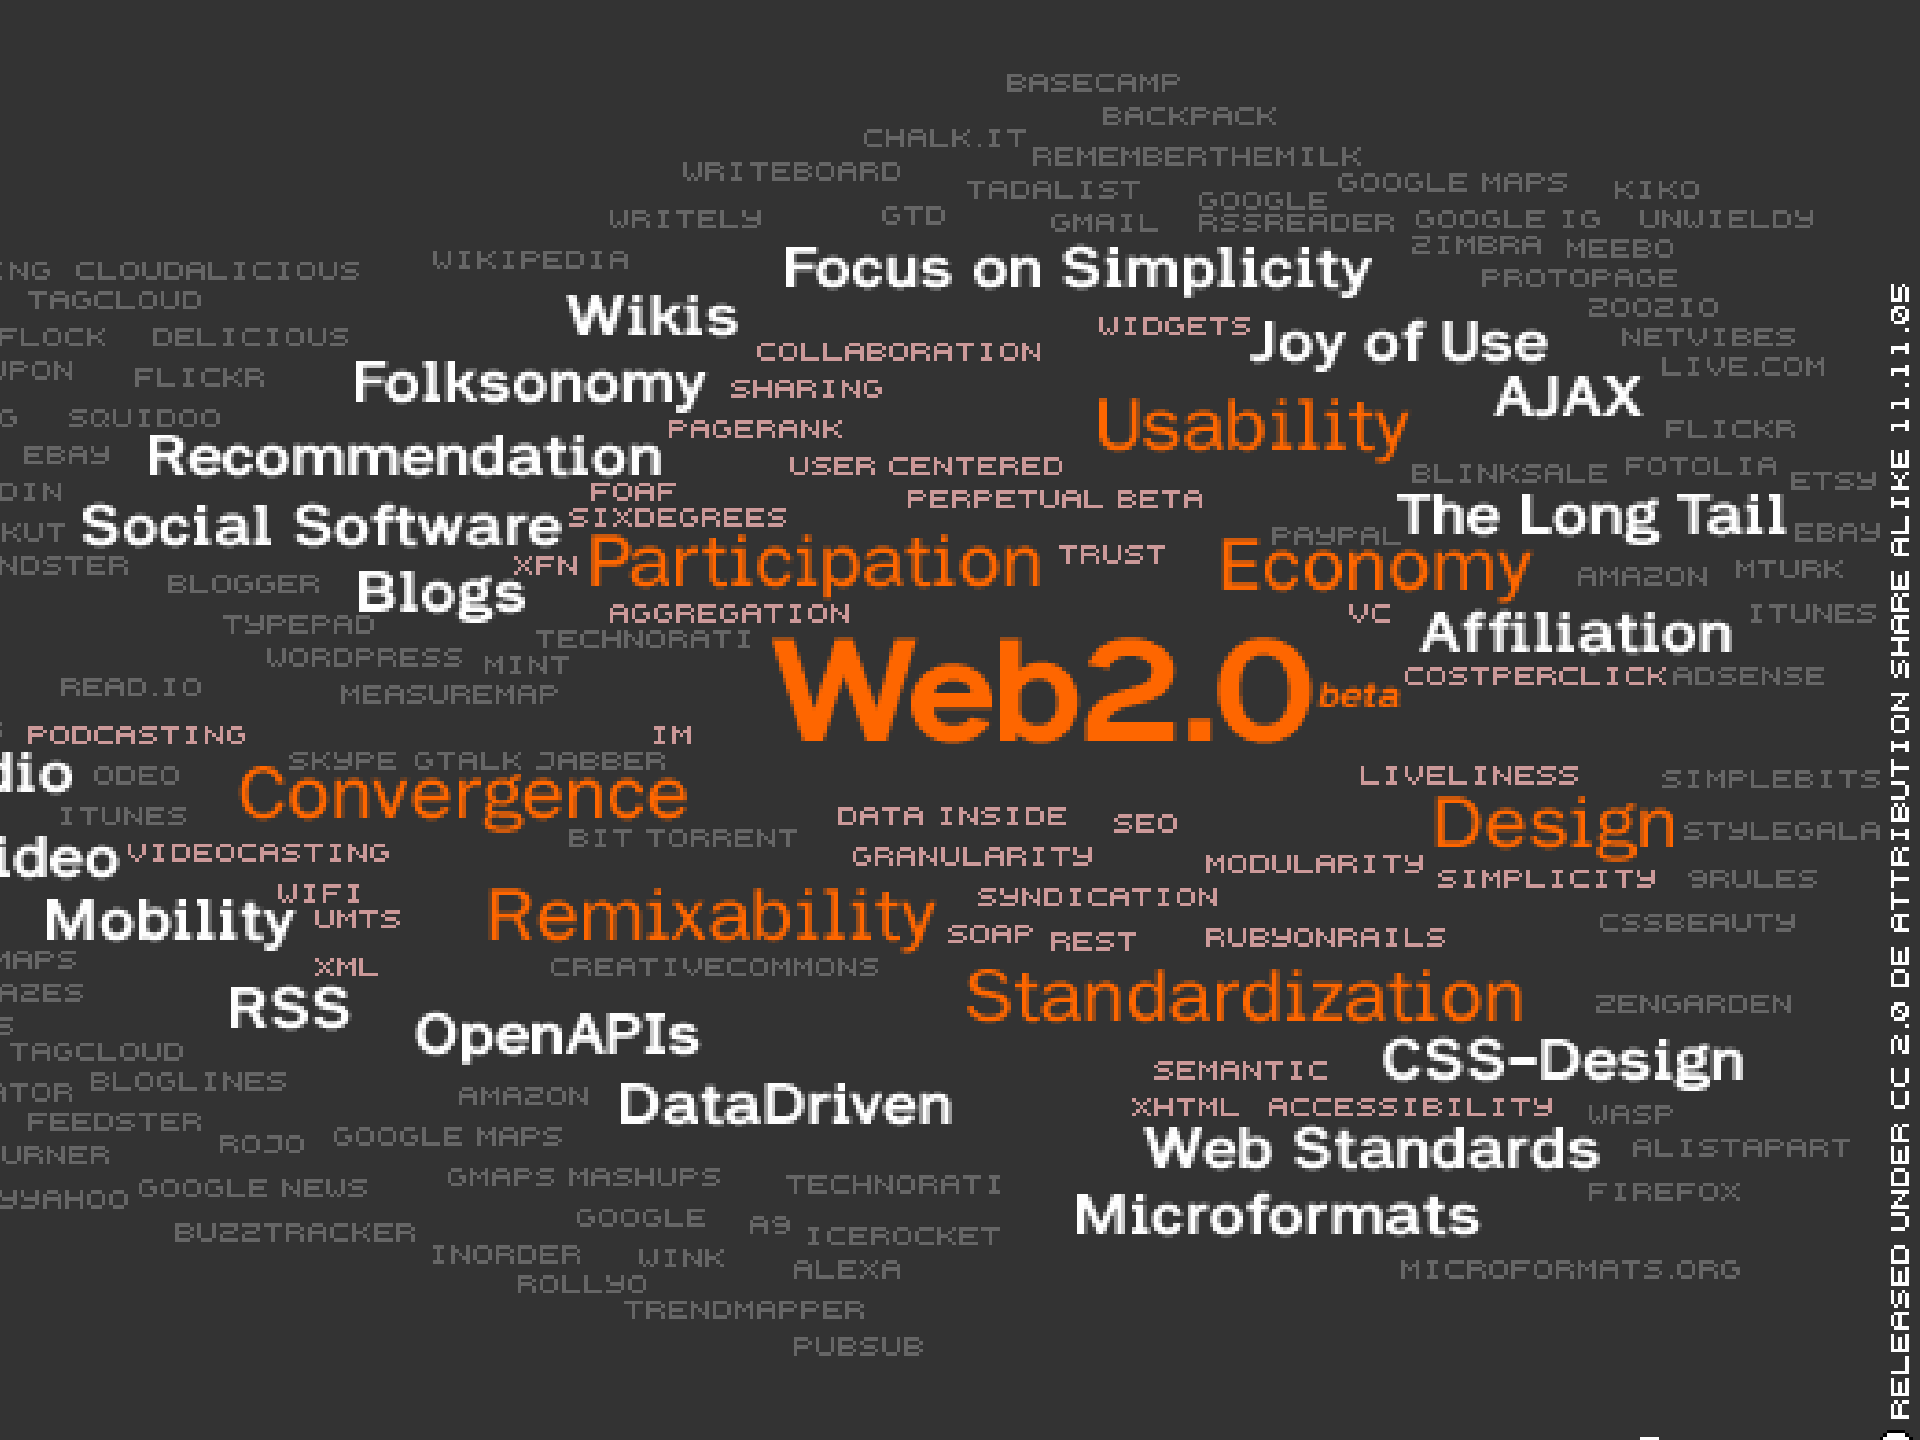 BASECAMP
BACKPACK
CHALK.IT
REMEMBERTHEMILK
WRITEBOARD
TADALIST
GOOGLE MAPS
KIKO
GOOGLE
RSSREADER
WRITELY
GTD
GMAIL
GOOGLE IG
UNWIELDY
ZIMBRA
MEEBO
WIKIPEDIA
Focus on Simplicity
CLOUDALICIOUS
PROTOPAGE
TAGCLOUD
Wikis
ZOOZIO
WIDGETS
Joy of Use
NETVIBES
FLOCK
DELICIOUS
COLLABORATION
LIVE.COM
FLICKR
Folksonomy
SHARING
AJAX
SQUIDOO
PAGERANK
Usability
FLICKR
EBAY
Recommendation
USER CENTERED
BLINKSALE
FOTOLIA
ETSY
FOAF
PERPETUAL BETA
Social Software
SIXDEGREES
The Long Tail
PAYPAL
EBAY
XFN
Participation
TRUST
Economy
AMAZON
MTURK
BLOGGER
Blogs
AGGREGATION
VC
ITUNES
TYPEPAD
TECHNORATI
Affiliation
WORDPRESS
MINT
READ.IO
MEASUREMAP
Web2.0 beta
COSTPERCLICK
ADSENSE
PODCASTING
IM
SKYPE GTALK JABBER
ODEO
Convergence
LIVELINESS
SIMPLEBITS
ITUNES
DATA INSIDE
SEO
Design
STYLEGALA
BIT TORRENT
VIDEOCASTING
GRANULARITY
MODULARITY
SIMPLICITY
9RULES
WIFI
SYNDICATION
Mobility
UMTS
Remixability
SOAP
REST
RUBYONRAILS
CSSBEAUTY
MAPS
XML
CREATIVECOMMONS
RSS
Standardization
ZENGARDEN
OpenAPIs
TAGCLOUD
CSS-Design
BLOGLINES
SEMANTIC
AMAZON
DataDriven
XHTML
ACCESSIBILITY
WASP
FEEDSTER
ROJO
GOOGLE MAPS
Web Standards
ALISTAPART
GMAPS MASHUPS
TECHNORATI
GOOGLE NEWS
FIREFOX
GOOGLE
A9
ICEROCKET
Microformats
BUZZTRACKER
INORDER
WINK
ALEXA
MICROFORMATS.ORG
ROLLYO
TRENDMAPPER
PUBSUB
RELEASED UNDER CC 2.0 DE ATTRIBUTION SHARE ALIKE 11.11.05